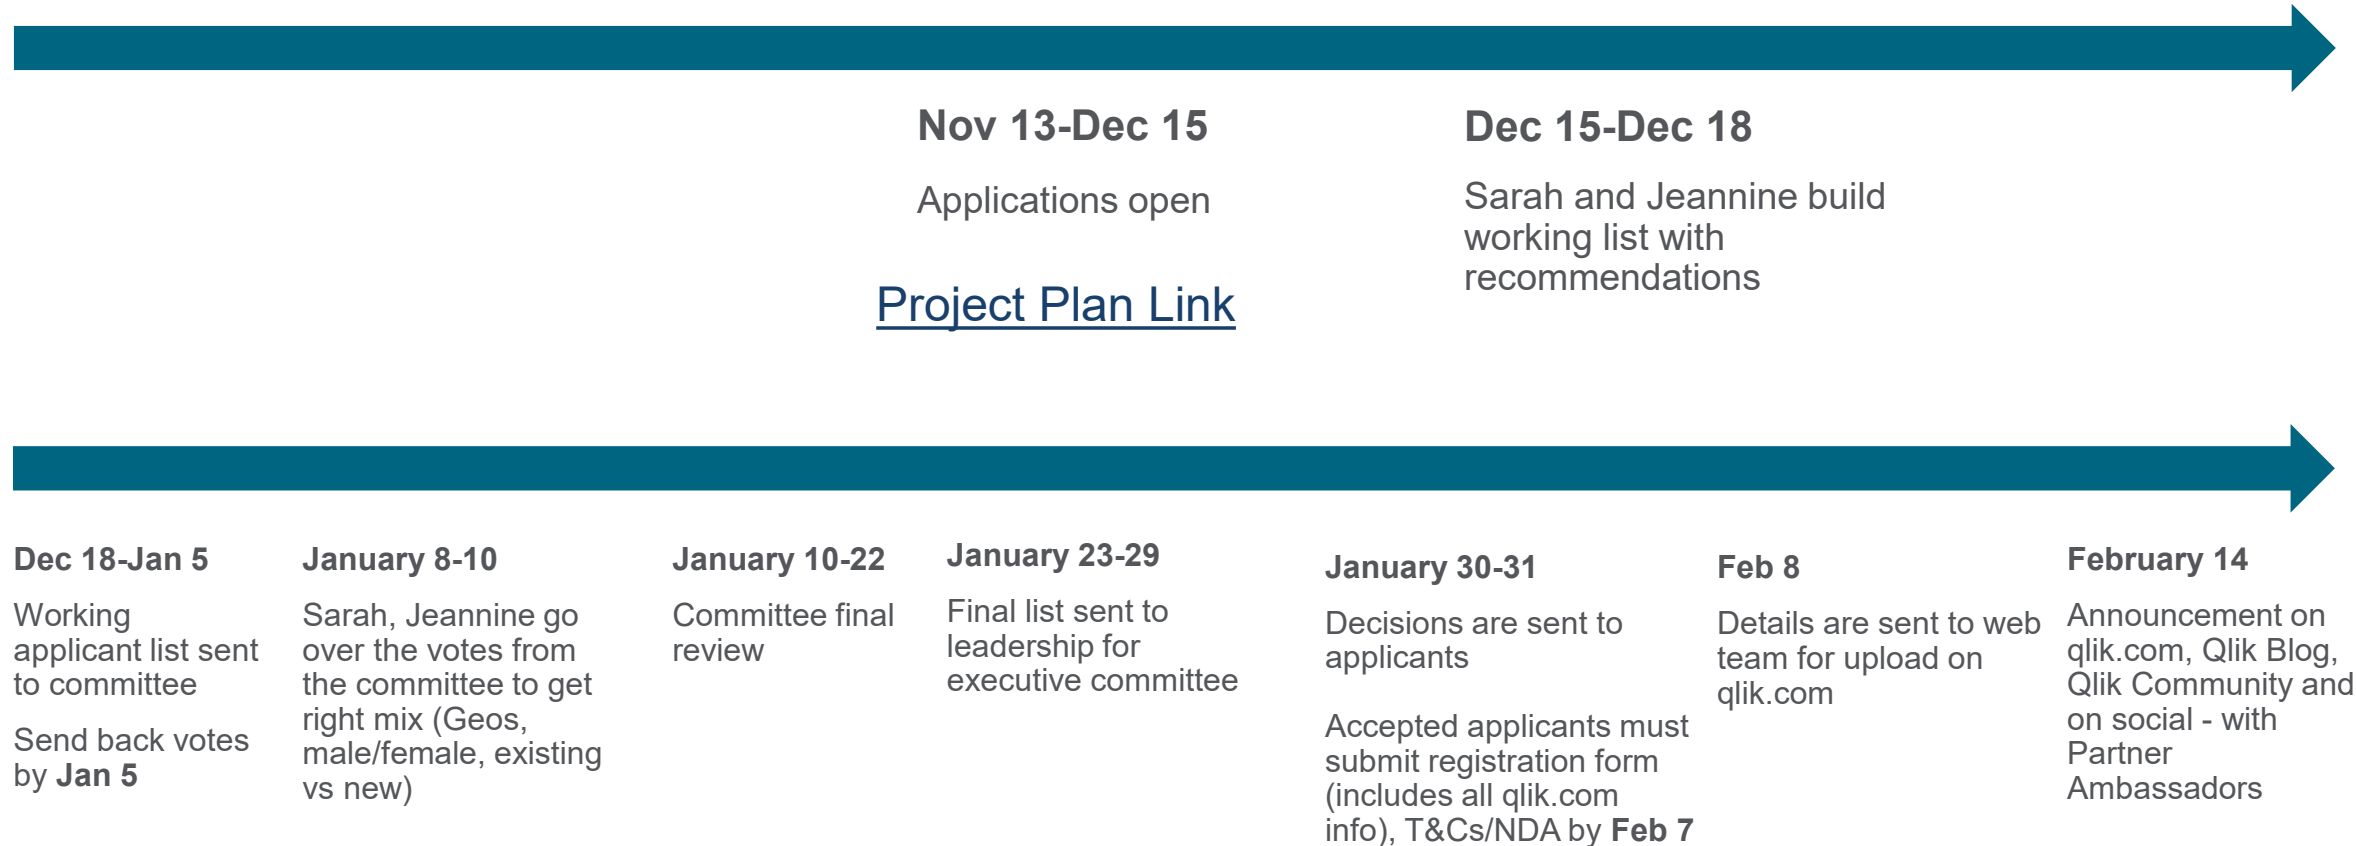 Nov 13-Dec 15
Applications open
Project Plan Link
Dec 15-Dec 18
Sarah and Jeannine build
working list with
recommendations
Dec 18-Jan 5
Working
applicant list sent
to committee
Send back votes
by Jan 5
January 8-10
Sarah, Jeannine go
over the votes from
the committee to get
right mix (Geos,
male/female, existing
vs new)
January 10-22
Committee final
review
January 23-29
Final list sent to
leadership for
executive committee
January 30-31
Decisions are sent to
applicants
Accepted applicants must
submit registration form
(includes all qlik.com
info), T&Cs/NDA by Feb 7
Feb 8
Details are sent to web
team for upload on
qlik.com
February 14
Announcement on
qlik.com, Qlik Blog,
Qlik Community and
on social - with
Partner
Ambassadors